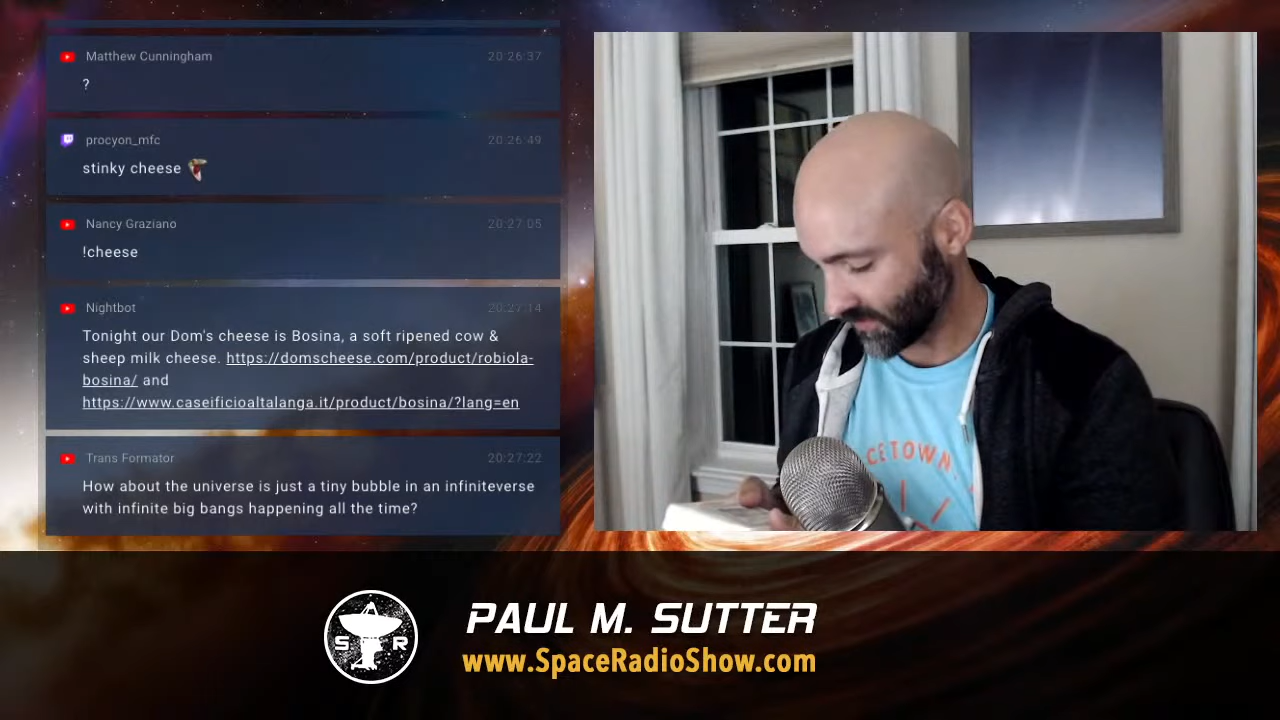 Matthew Cunningham 20:26:37
?
procyon_mfc 20:26:49
stinky cheese
Nancy Graziano 20:27:05
!cheese
Nightbot 20:27:14
Tonight our Dom's cheese is Bosina, a soft ripened cow &
sheep milk cheese. https://domscheese.com/product/robiola-
bosina/ and
https://www.caseificioaltalanga.it/product/bosina/?lang=en
Trans Formator 20:27:22
How about the universe is just a tiny bubble in an infiniteverse
with infinite big bangs happening all the time?
CETOWN
S R
PAUL M. SUTTER
www.SpaceRadioShow.com